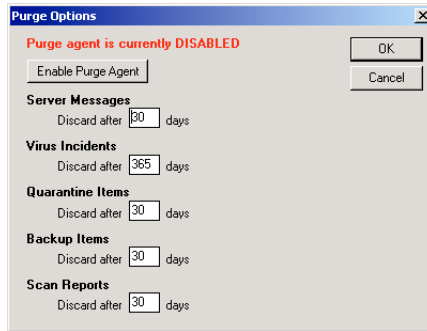 Purge Options
Purge agent is currently DISABLED
OK
Enable Purge Agent
Cancel
Server Messages
Discard after 30 days
Virus Incidents
Discard after 365 days
Quarantine Items
Discard after 30 days
Backup Items
Discard after 30 days
Scan Reports
Discard after 30 days